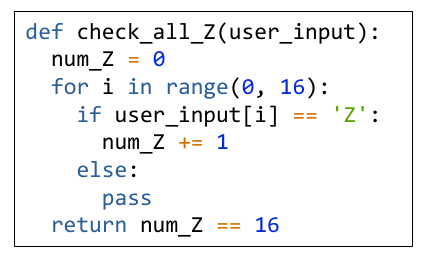 def check_all_Z(user_input):
  num_Z = 0
  for i in range(0, 16):
    if user_input[i] == 'Z':
      num_Z += 1
    else:
      pass
  return num_Z == 16